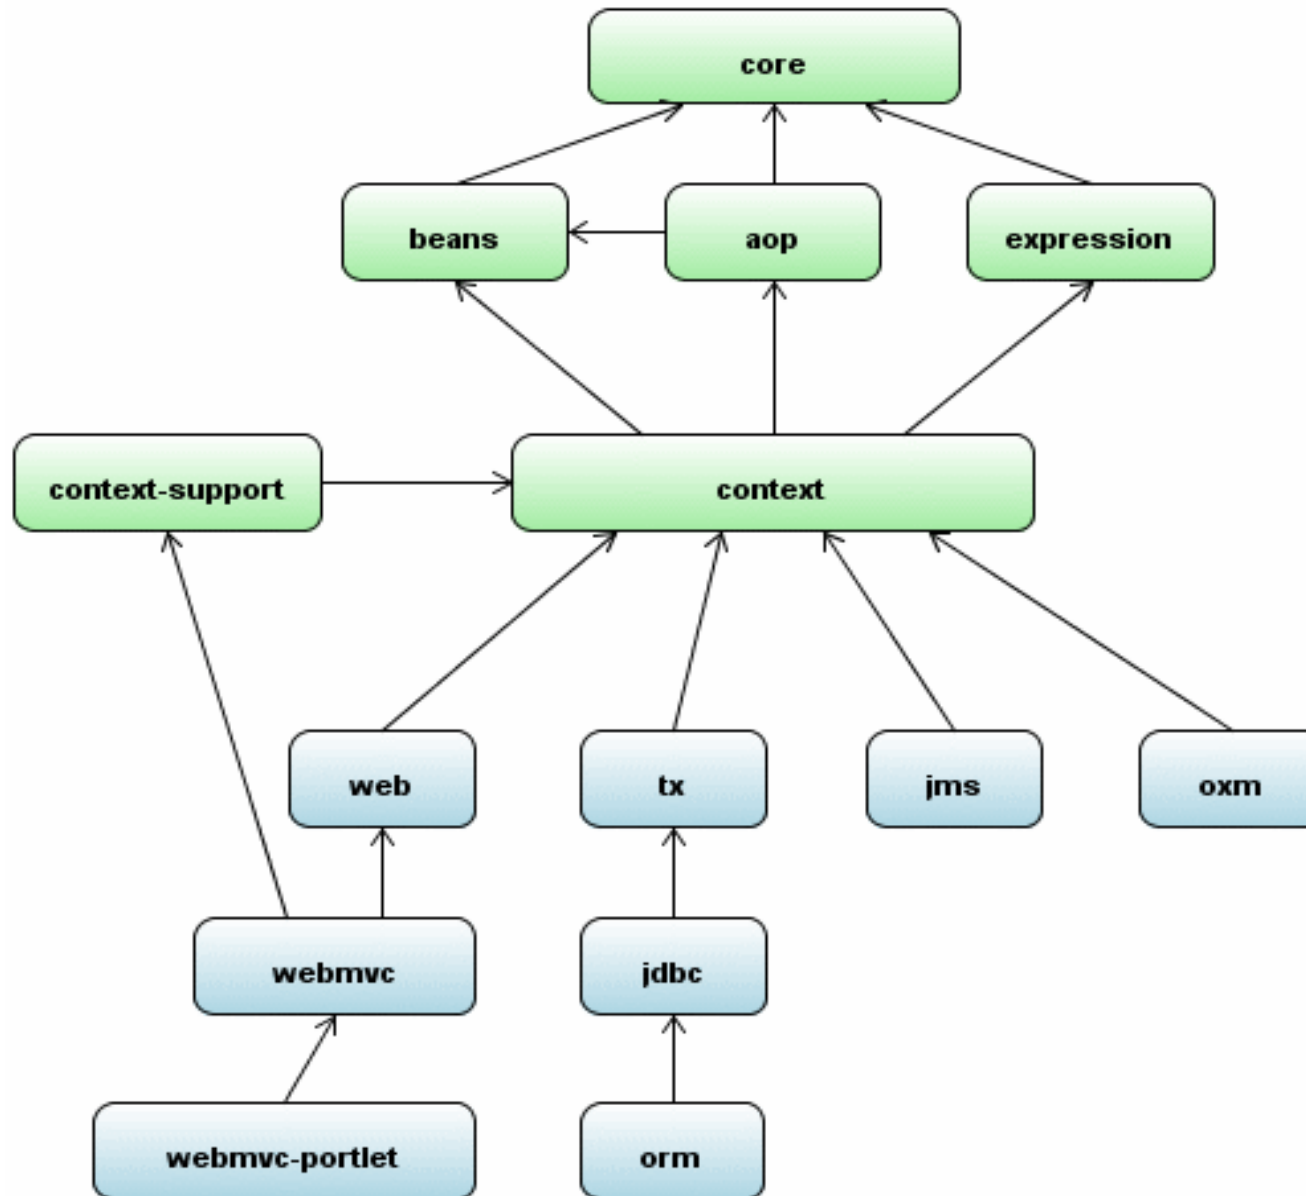 core
beans
aop
expression
context-support
context
web
tx
jms
oxm
webmvc
jdbc
webmvc-portlet
orm